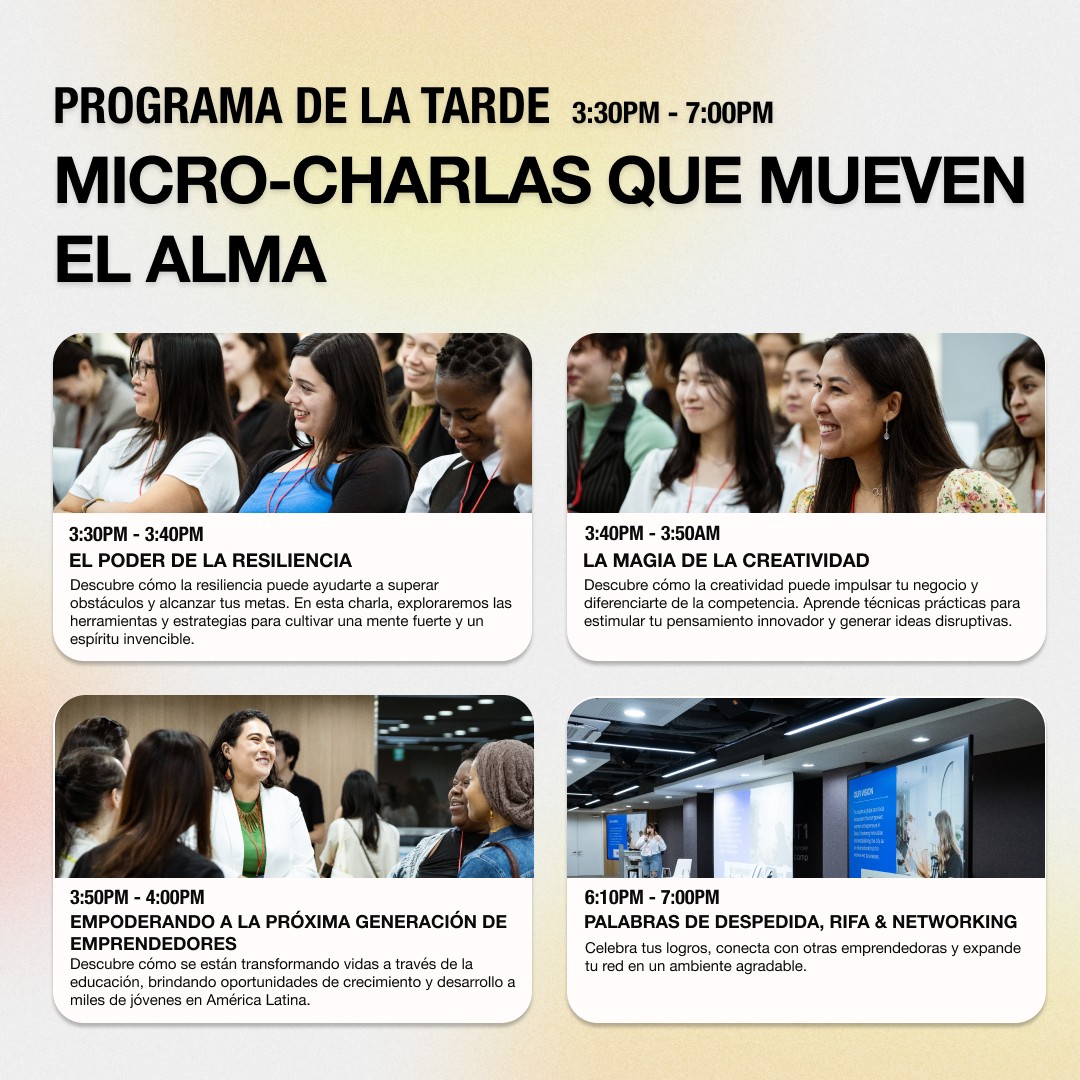 PROGRAMA DE LA TARDE 3:30PM - 7:00PM
MICRO-CHARLAS QUE MUEVEN
EL ALMA
3:30PM - 3:40PM
EL PODER DE LA RESILIENCIA
Descubre cómo la resiliencia puede ayudarte a superar
obstáculos y alcanzar tus metas. En esta charla, exploraremos las
herramientas y estrategias para cultivar una mente fuerte y un
espíritu invencible.
3:40PM - 3:50AM
LA MAGIA DE LA CREATIVIDAD
Descubre cómo la creatividad puede impulsar tu negocio y
diferenciarte de la competencia. Aprende técnicas prácticas para
estimular tu pensamiento innovador y generar ideas disruptivas.
3:50PM - 4:00PM
EMPODERANDO A LA PRÓXIMA GENERACIÓN DE
EMPRENDEDORES
Descubre cómo se están transformando vidas a través de la
educación, brindando oportunidades de crecimiento y desarrollo a
miles de jóvenes en América Latina.
OUR VISION
6:10PM - 7:00PM
PALABRAS DE DESPEDIDA, RIFA & NETWORKING
Celebra tus logros, conecta con otras emprendedoras y expande
tu red en un ambiente agradable.